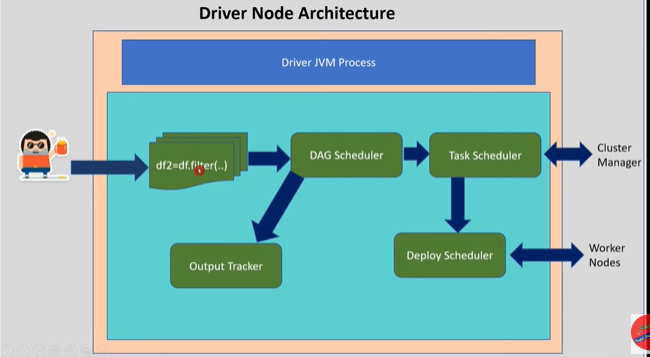 Driver Node Architecture
Driver JVM Process
df2=df.filter(..)
DAG Scheduler
Task Scheduler
Cluster
Manager
Output Tracker
Deploy Scheduler
Worker
Nodes